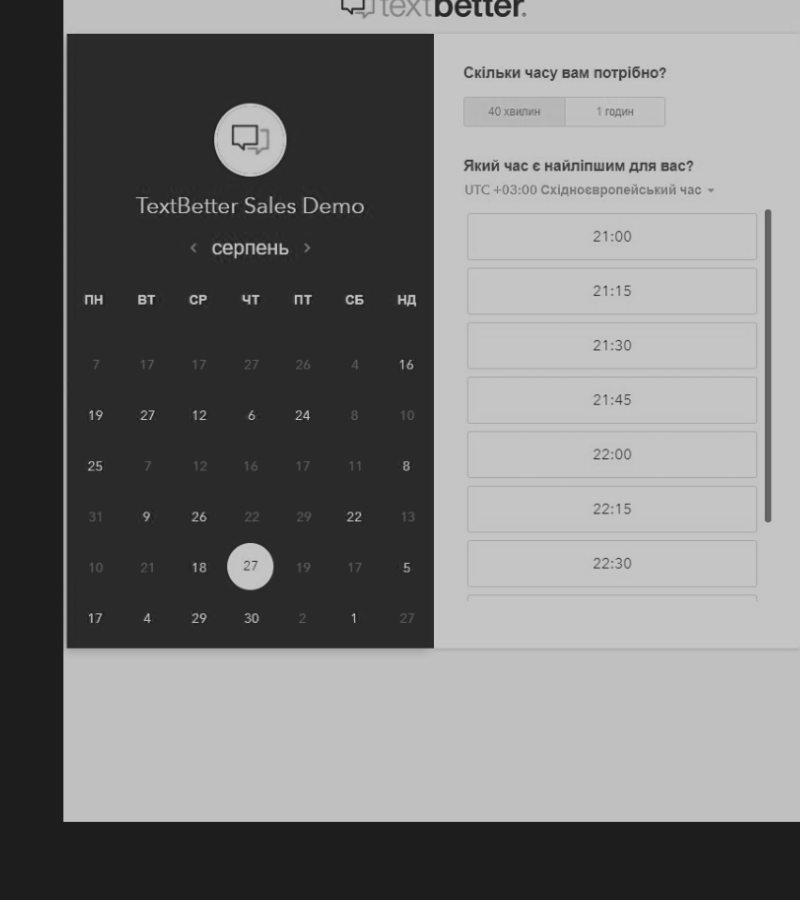 textbetter.
TextBetter Sales Demo
‹ серпень ›
ПН ВТ СР ЧТ ПТ СБ НД
7 17 17 27 26 4 16
19 27 12 6 24 8 10
25 7 12 16 17 11 8
31 9 26 22 29 22 13
10 21 18 27 19 17 5
17 4 29 30 2 1 27
Скільки часу вам потрібно?
40 хвилин 1 годин
Який час є найліпшим для вас?
UTC +03:00 Східноєвропейський час
21:00
21:15
21:30
21:45
22:00
22:15
22:30